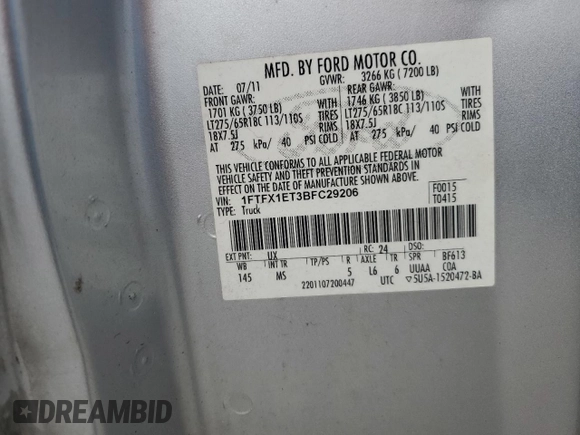 MFD. BY FORD MOTOR CO.
DATE: 07/11 GVWR: 3266 KG ( 7200 LB)
FRONT GAWR: REAR GAWR:
1701 KG ( 3750 LB) WITH 1746 KG ( 3850 LB) WITH
LT275/65R18C 113/110S TIRES LT275/65R18C 113/110S TIRES
18X7.5J RIMS 18X7.5J RIMS
AT 275 kPa/ 40 PSI COLD AT 275 kPa/ 40 PSI COLD
THIS VEHICLE CONFORMS TO ALL APPLICABLE FEDERAL MOTOR
VEHICLE SAFETY AND THEFT PREVENTION STANDARDS IN
EFFECT ON THE DATE OF MANUFACTURE SHOWN ABOVE.
VIN: 1FTFX1ET3BFC29206 F0015
TYPE: Truck T0415
EXT PNT: UX RC: 24 DSO:
WB INT TR TP/PS R AXLE TR SPR BF613
145 MS 5 L6 6 UUAA CQA
2201107200447 UTC ▽5U5A-1520472-BA
DREAMBID